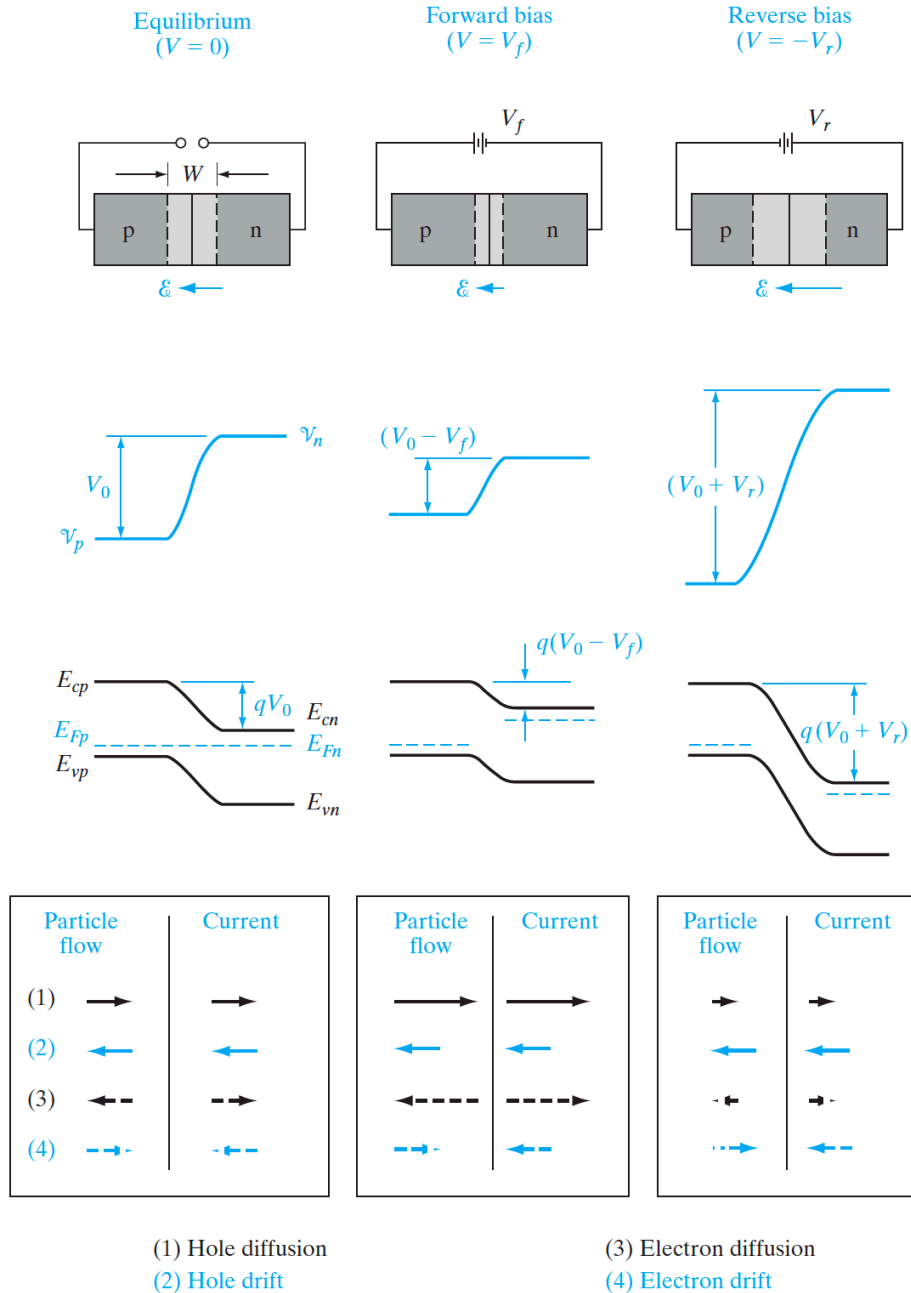 Equilibrium
(V = 0)
Forward bias
(V = V_f)
Reverse bias
(V = −V_r)
W
p
n
ℰ
V_f
p
n
ℰ
V_r
p
n
ℰ
V_0
𝒱_n
𝒱_p
(V_0 − V_f)
(V_0 + V_r)
E_cp
qV_0
E_cn
E_Fp
E_Fn
E_vp
E_vn
q(V_0 − V_f)
q(V_0 + V_r)
Particle flow
Current
(1)
(2)
(3)
(4)
Particle flow
Current
Particle flow
Current
(1) Hole diffusion
(2) Hole drift
(3) Electron diffusion
(4) Electron drift